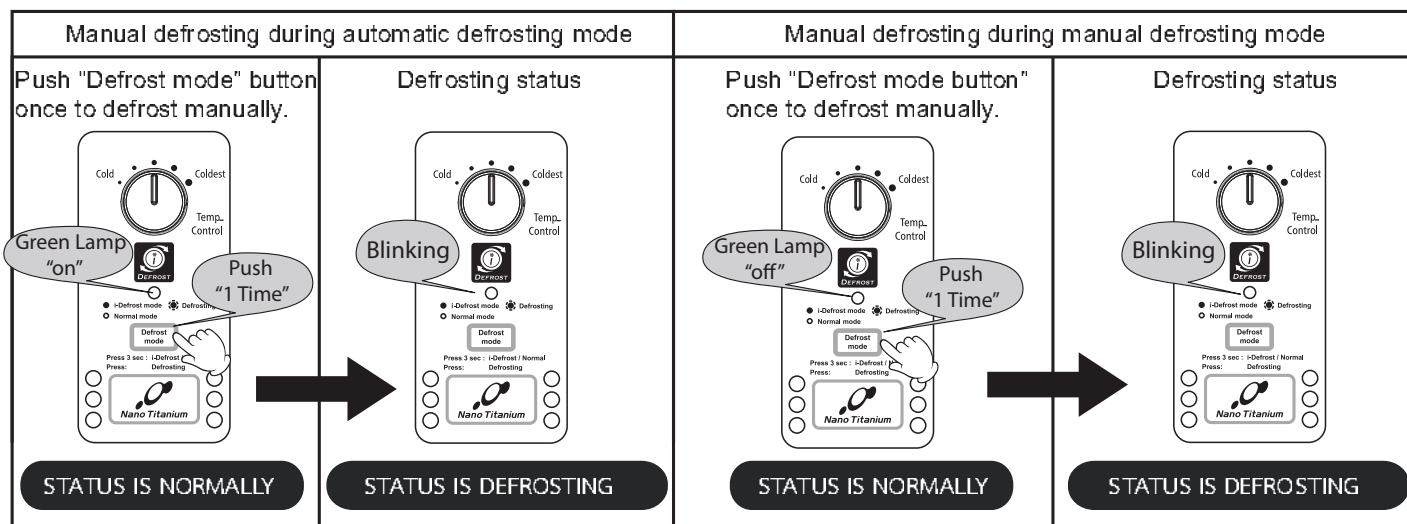 Manual defrosting during automatic defrosting mode
Manual defrosting during manual defrosting mode
Push "Defrost mode" button
once to defrost manually.
Cold
Coldest
Temp_
Control
Green Lamp
“on”
DEFROST
Push
“1 Time”
i-Defrost mode Defrosting
Normal mode
Defrost
mode
Press 3 sec : i-Defrost /
Press: Defrosting
Nano Titanium
STATUS IS NORMALLY
Defrosting status
Cold
Coldest
Temp_
Control
Blinking
DEFROST
i-Defrost mode Defrosting
Normal mode
Defrost
mode
Press 3 sec : i-Defrost / Normal
Press: Defrosting
Nano Titanium
STATUS IS DEFROSTING
Push "Defrost mode button"
once to defrost manually.
Cold
Coldest
Temp_
Control
Green Lamp
“off”
DEFROST
Push
“1 Time”
i-Defrost mode Defrosting
Normal mode
Defrost
mode
Press 3 sec : i-Defrost / N
Press: Defrosting
Nano Titanium
STATUS IS NORMALLY
Defrosting status
Cold
Coldest
Temp_
Control
Blinking
DEFROST
i-Defrost mode Defrosting
Normal mode
Defrost
mode
Press 3 sec : i-Defrost / Normal
Press: Defrosting
Nano Titanium
STATUS IS DEFROSTING